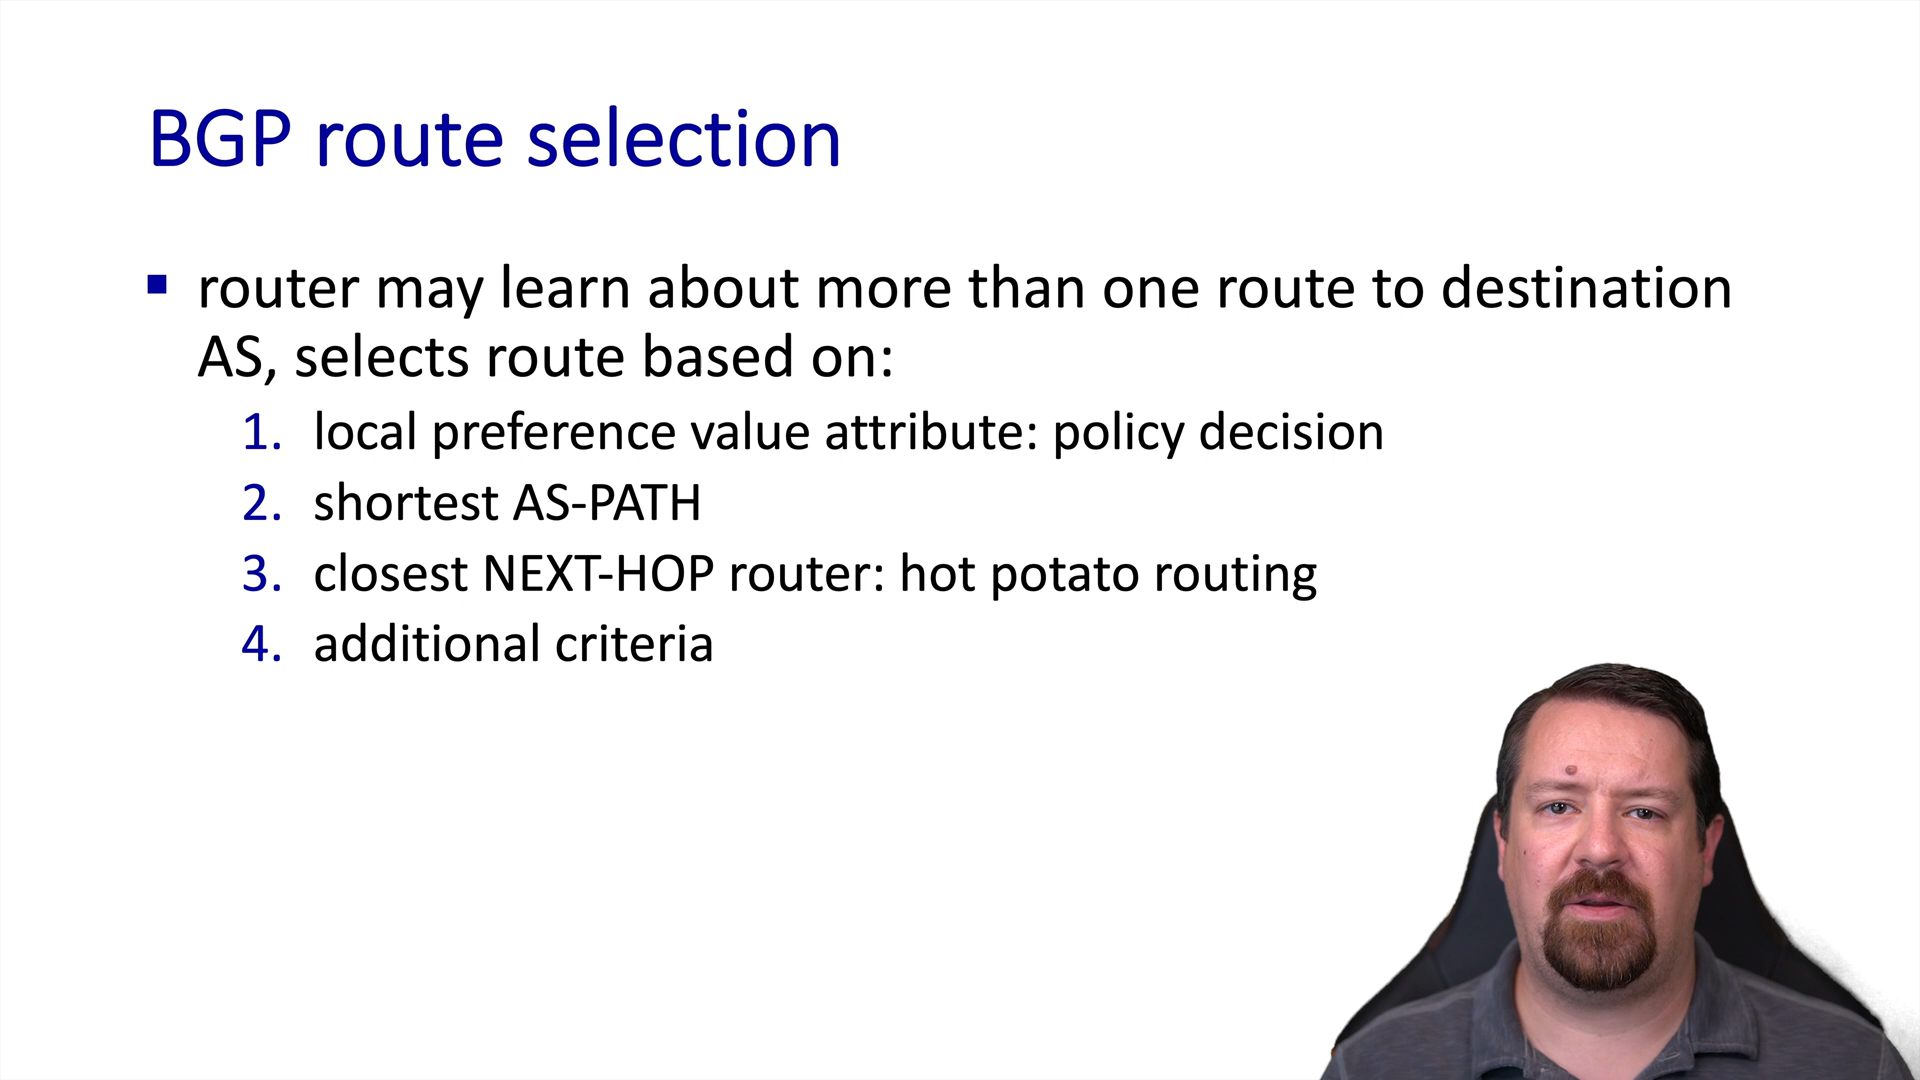 BGP route selection
▪ router may learn about more than one route to destination
AS, selects route based on:
1. local preference value attribute: policy decision
2. shortest AS-PATH
3. closest NEXT-HOP router: hot potato routing
4. additional criteria